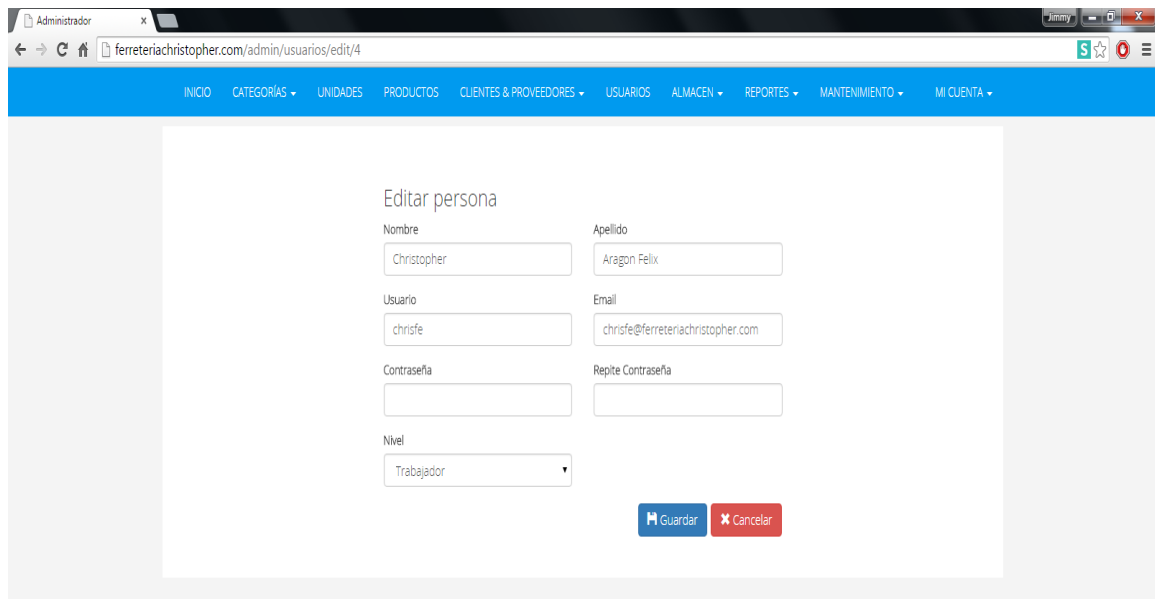 Administrador
Jimmy
ferreteriachristopher.com/admin/usuarios/edit/4
S
INICIO CATEGORÍAS UNIDADES PRODUCTOS CLIENTES & PROVEEDORES USUARIOS ALMACEN REPORTES MANTENIMIENTO MI CUENTA
Editar persona
Nombre Apellido
Christopher Aragon Felix
Usuario Email
chrisfe chrisfe@ferreteriachristopher.com
Contraseña Repite Contraseña
Nivel
Trabajador
Guardar Cancelar